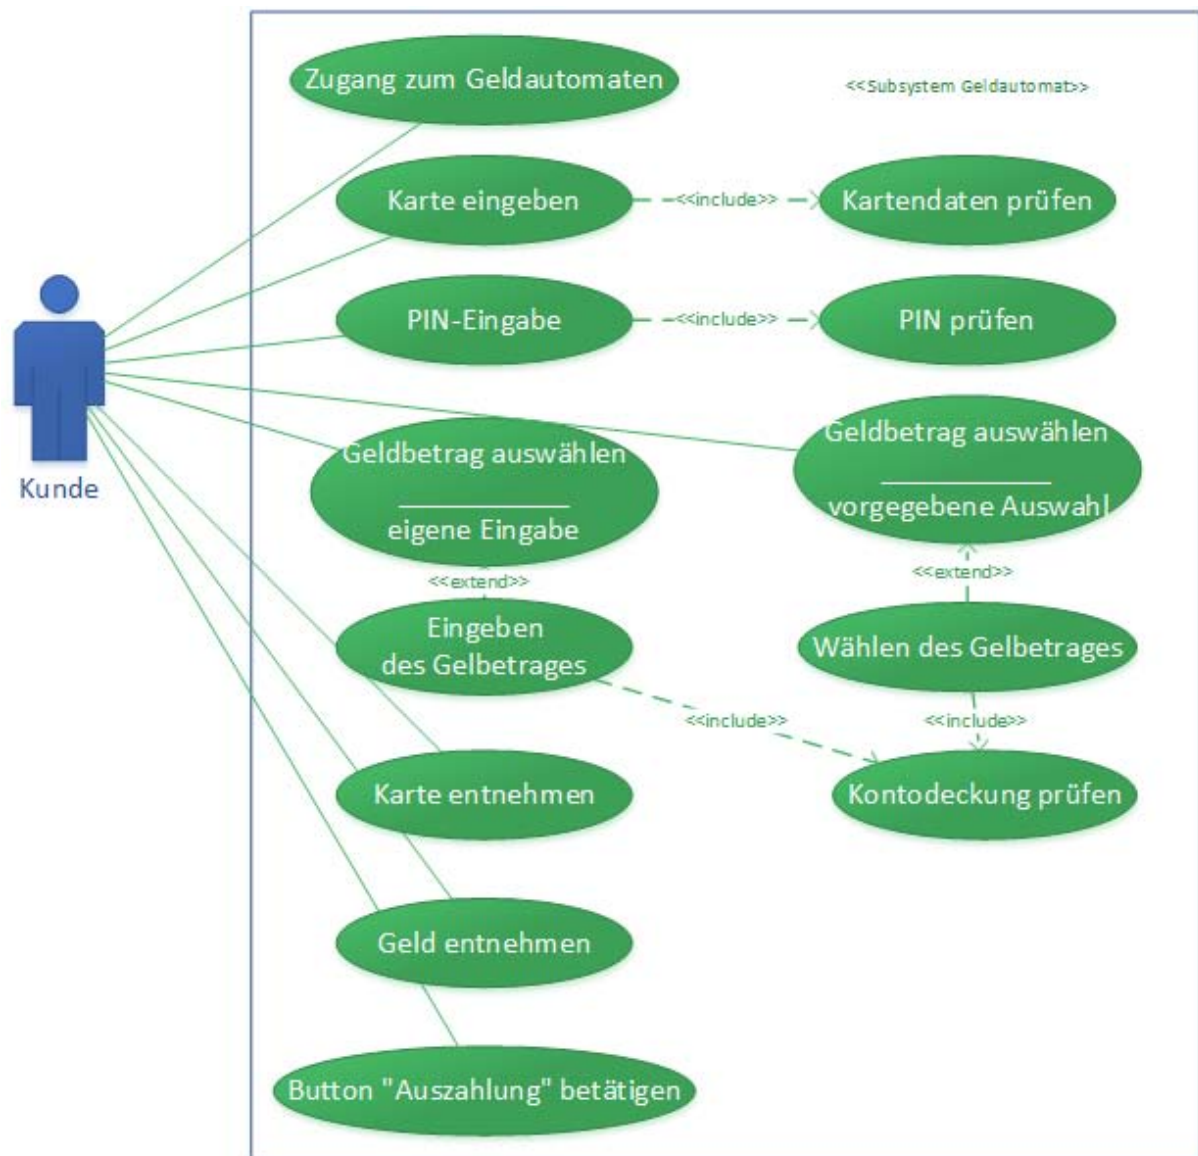 Zugang zum Geldautomaten
<<Subsystem Geldautomat>>
Karte eingeben
<<include>>
Kartendaten prüfen
PIN-Eingabe
<<include>>
PIN prüfen
Kunde
Geldbetrag auswählen
eigene Eingabe
Geldbetrag auswählen
vorgegebene Auswahl
<<extend>>
<<extend>>
Eingeben
des Gelbetrages
Wählen des Gelbetrages
<<include>>
<<include>>
Karte entnehmen
Kontodeckung prüfen
Geld entnehmen
Button "Auszahlung" betätigen